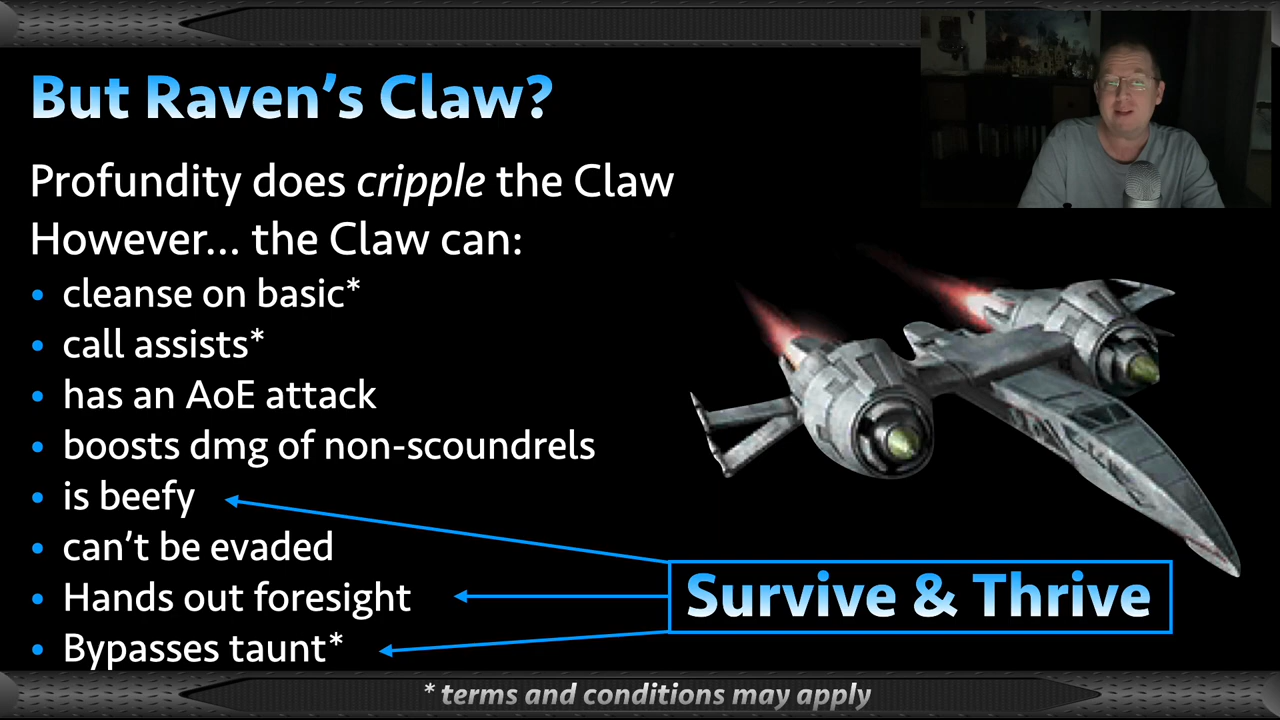 But Raven's Claw?
Profundity does cripple the Claw
However... the Claw can:
• cleanse on basic*
• call assists*
• has an AoE attack
• boosts dmg of non-scoundrels
• is beefy
• can't be evaded
• Hands out foresight
• Bypasses taunt*
Survive & Thrive
* terms and conditions may apply